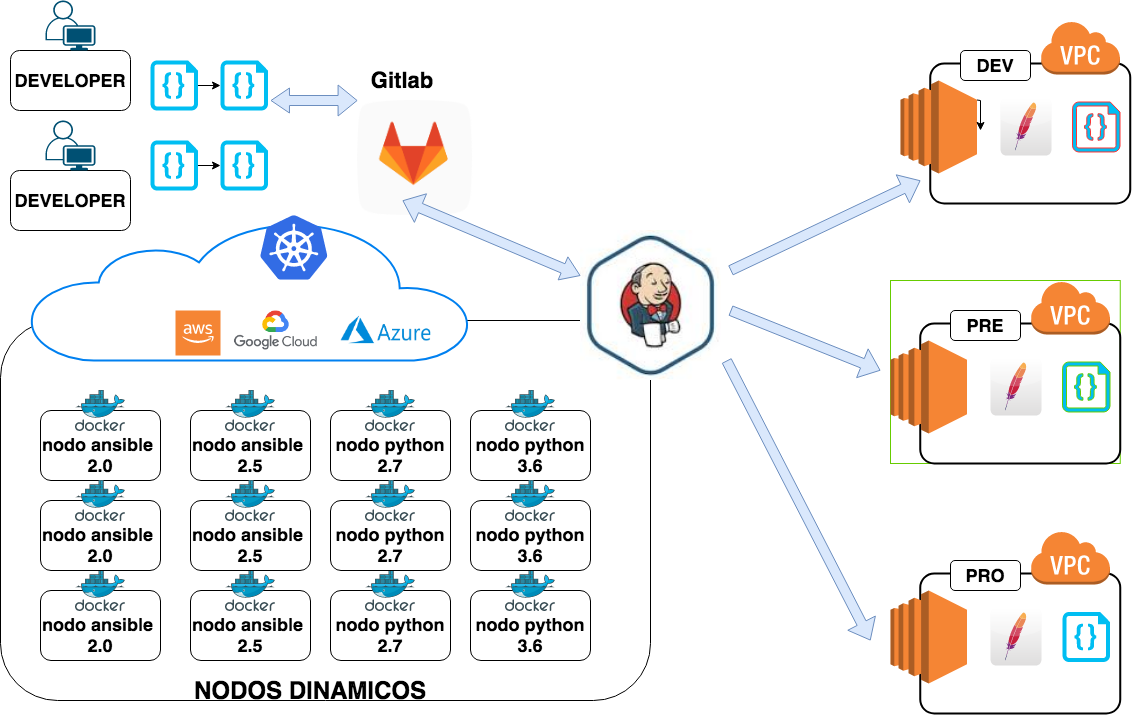 DEVELOPER
Gitlab
DEVELOPER
DEV
VPC
aws
Google Cloud
Azure
PRE
VPC
docker
nodo ansible
2.0
docker
nodo ansible
2.5
docker
nodo python
2.7
docker
nodo python
3.6
docker
nodo ansible
2.0
docker
nodo ansible
2.5
docker
nodo python
2.7
docker
nodo python
3.6
docker
nodo ansible
2.0
docker
nodo ansible
2.5
docker
nodo python
2.7
docker
nodo python
3.6
PRO
VPC
NODOS DINAMICOS